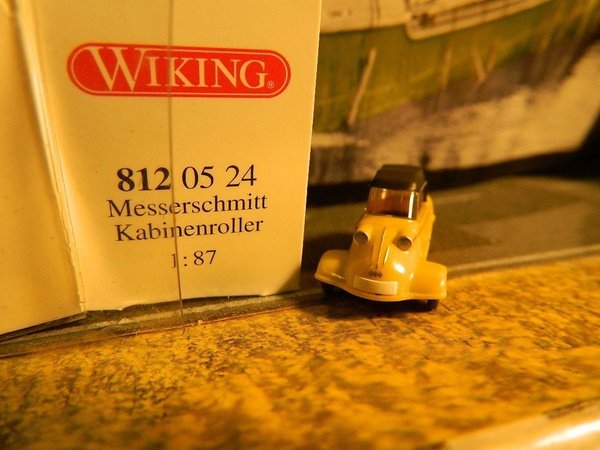 WIKING®
812 05 24
Messerschmitt
Kabinenroller
1:87